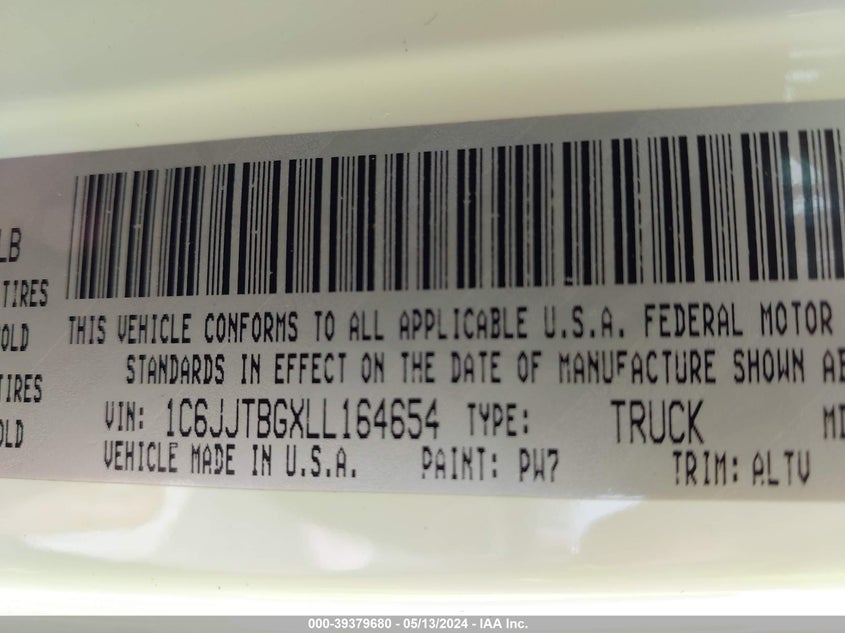 LB
TIRES
OLD
TIRES
OLD
THIS VEHICLE CONFORMS TO ALL APPLICABLE U.S.A. FEDERAL MOTOR
STANDARDS IN EFFECT ON THE DATE OF MANUFACTURE SHOWN AB
VIN: 1C6JJTBGXLL164654 TYPE: TRUCK MD
VEHICLE MADE IN U.S.A. PAINT: PW7 TRIM: ALTV
000-39379680 - 05/13/2024 - IAA Inc.